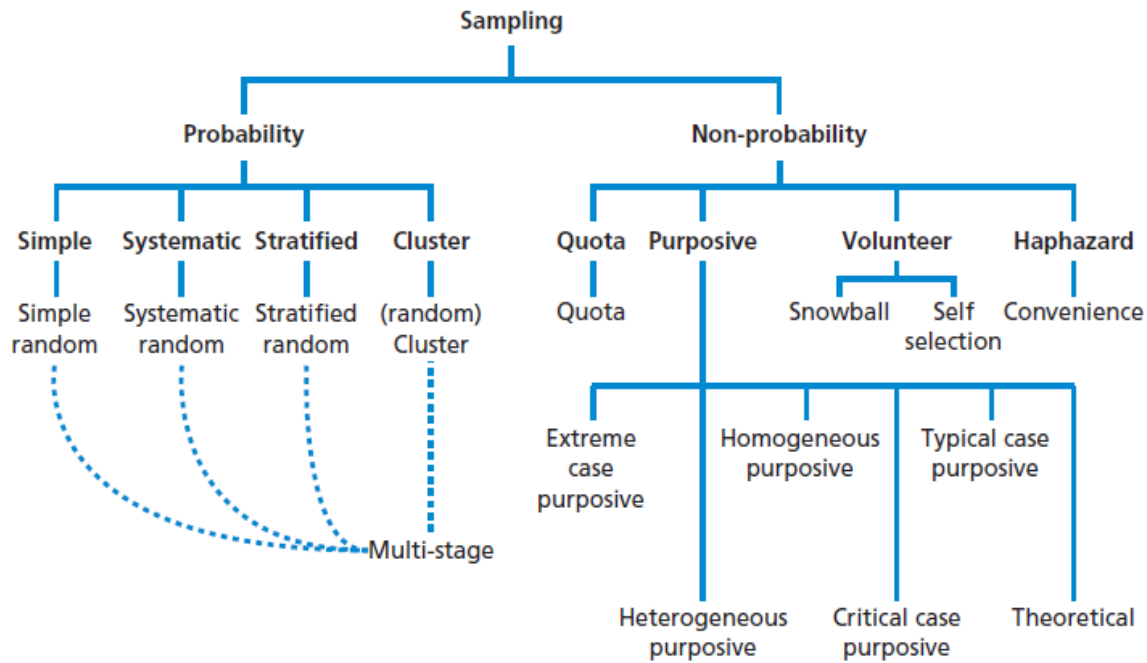 Sampling
Probability
Non-probability
Simple
Systematic
Stratified
Cluster
Quota
Purposive
Volunteer
Haphazard
Simple
random
Systematic
random
Stratified
random
(random)
Cluster
Quota
Snowball
Self
selection
Convenience
Extreme
case
purposive
Homogeneous
purposive
Typical case
purposive
Multi-stage
Heterogeneous
purposive
Critical case
purposive
Theoretical